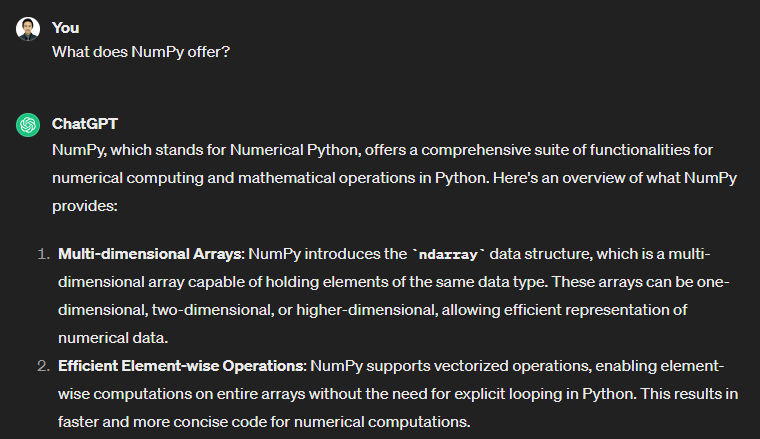 You
What does NumPy offer?
ChatGPT
NumPy, which stands for Numerical Python, offers a comprehensive suite of functionalities for
numerical computing and mathematical operations in Python. Here's an overview of what NumPy
provides:
1. Multi-dimensional Arrays: NumPy introduces the `ndarray` data structure, which is a multi-
dimensional array capable of holding elements of the same data type. These arrays can be one-
dimensional, two-dimensional, or higher-dimensional, allowing efficient representation of
numerical data.
2. Efficient Element-wise Operations: NumPy supports vectorized operations, enabling element-
wise computations on entire arrays without the need for explicit looping in Python. This results in
faster and more concise code for numerical computations.